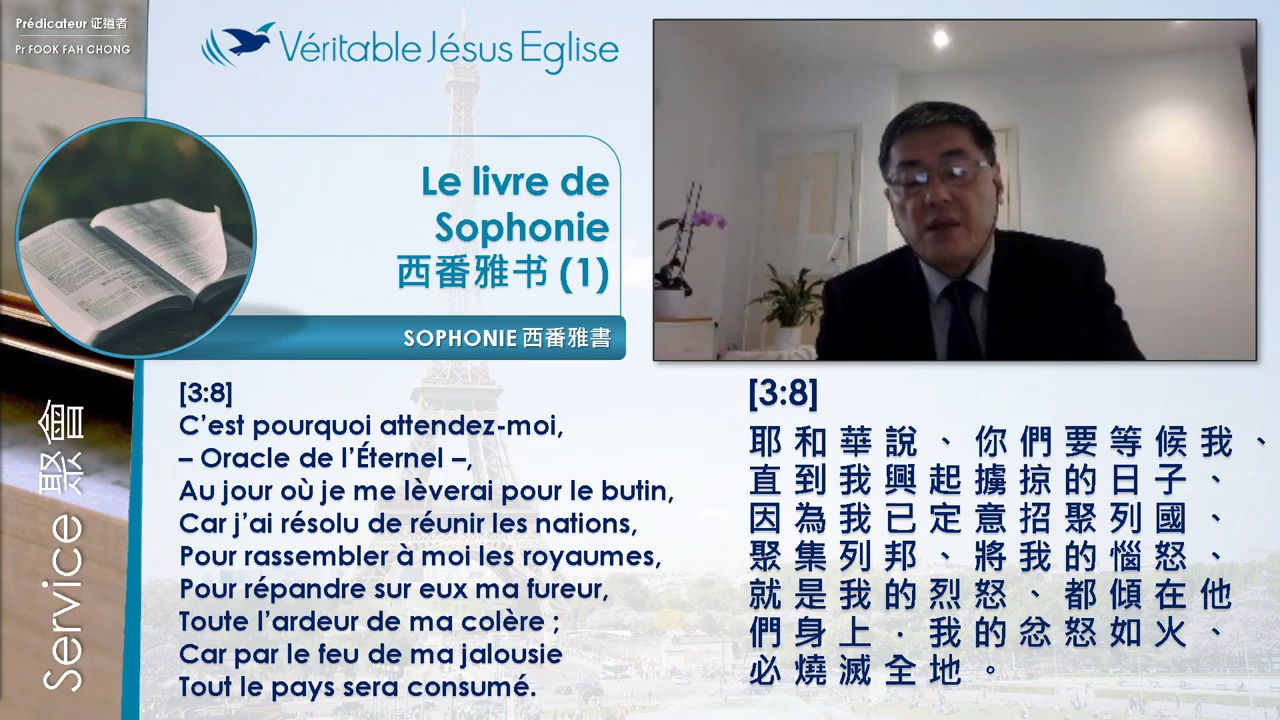 Prédicateur 证道者
Pr FOOK FAH CHONG
Véritable Jésus Eglise
Le livre de
Sophonie
西番雅书 (1)
SOPHONIE 西番雅書
Service 聚會
[3:8]
C’est pourquoi attendez-moi,
– Oracle de l’Éternel –,
Au jour où je me lèverai pour le butin,
Car j’ai résolu de réunir les nations,
Pour rassembler à moi les royaumes,
Pour répandre sur eux ma fureur,
Toute l’ardeur de ma colère ;
Car par le feu de ma jalousie
Tout le pays sera consumé.
[3:8]
耶和華說、你們要等候我、
直到我興起擄掠的日子、
因為我已定意招聚列國、
聚集列邦、將我的惱怒、
就是我的烈怒、都傾在他
們身上．我的忿怒如火、
必燒滅全地。